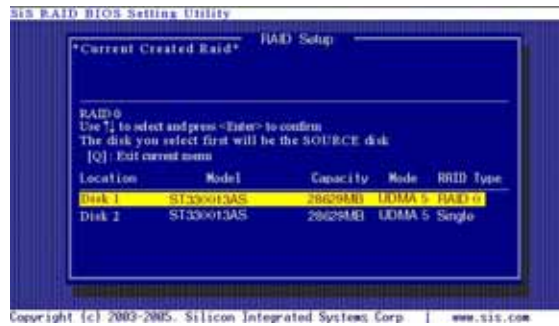 SiS RAID BIOS Setting Utility
RAID Setup
*Current Created Raid*
RAID 0
Use ↑↓ to select and press <Enter> to confirm
The disk you select first will be the SOURCE disk
[Q] : Exit current menu
Location Model Capacity Mode RAID Type
Disk 1 ST330013AS 28629MB UDMA 5 RAID 0
Disk 2 ST330013AS 28629MB UDMA 5 Single
Copyright (c) 2003-2005. Silicon Integrated Systems Corp | www.sis.com